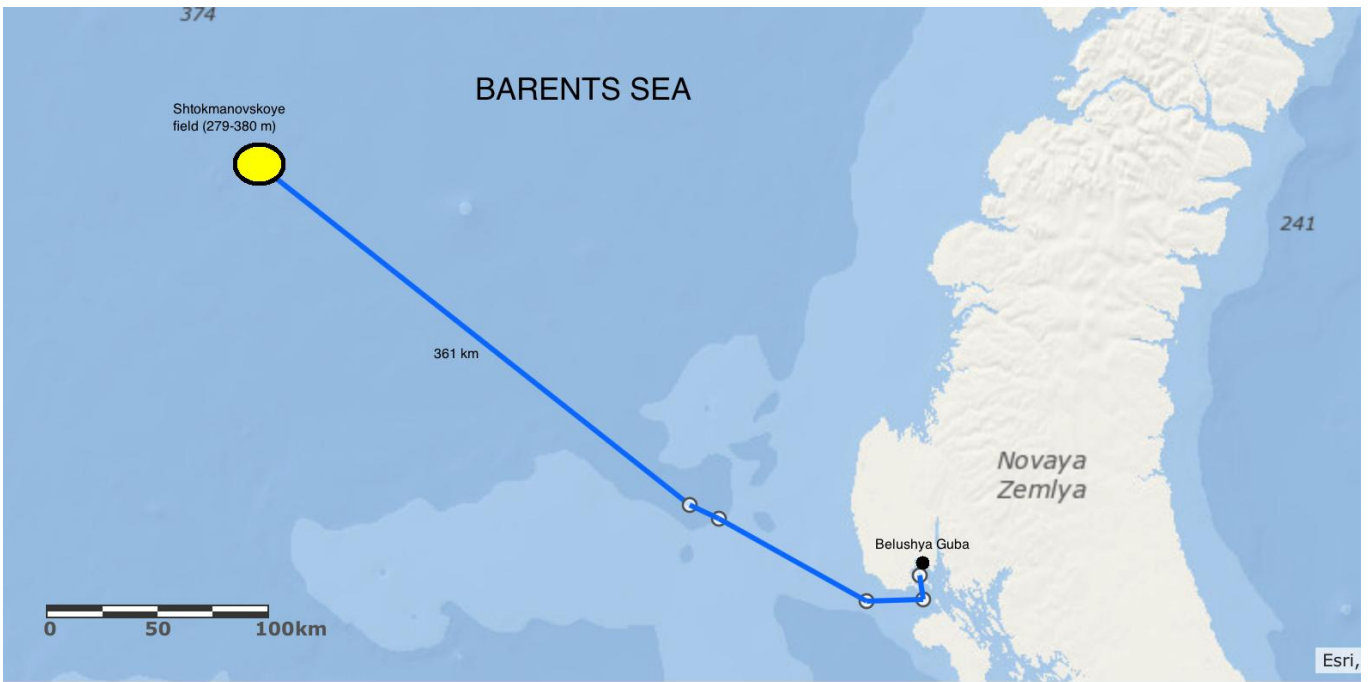 374
BARENTS SEA
Shtokmanovskoye
field (279-380 m)
241
361 km
Novaya
Zemlya
Belushya Guba
0 50 100km
Esri,